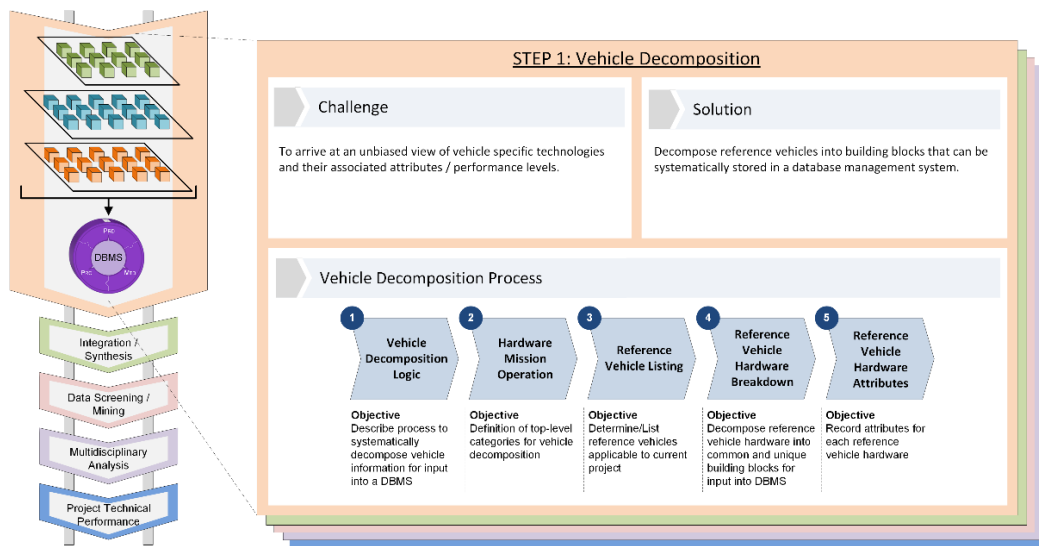 PRD
DBMS
PRC
MTD
Integration /
Synthesis
Data Screening /
Mining
Multidisciplinary
Analysis
Project Technical
Performance
STEP 1: Vehicle Decomposition
Challenge
To arrive at an unbiased view of vehicle specific technologies
and their associated attributes / performance levels.
Solution
Decompose reference vehicles into building blocks that can be
systematically stored in a database management system.
Vehicle Decomposition Process
1
Vehicle
Decomposition
Logic
Objective
Describe process to
systematically
decompose vehicle
information for input
into a DBMS
2
Hardware
Mission
Operation
Objective
Definition of top-level
categories for vehicle
decomposition
3
Reference
Vehicle Listing
Objective
Determine/List
reference vehicles
applicable to current
project
4
Reference
Vehicle
Hardware
Breakdown
Objective
Decompose reference
vehicle hardware into
common and unique
building blocks for
input into DBMS
5
Reference
Vehicle
Hardware
Attributes
Objective
Record attributes for
each reference
vehicle hardware